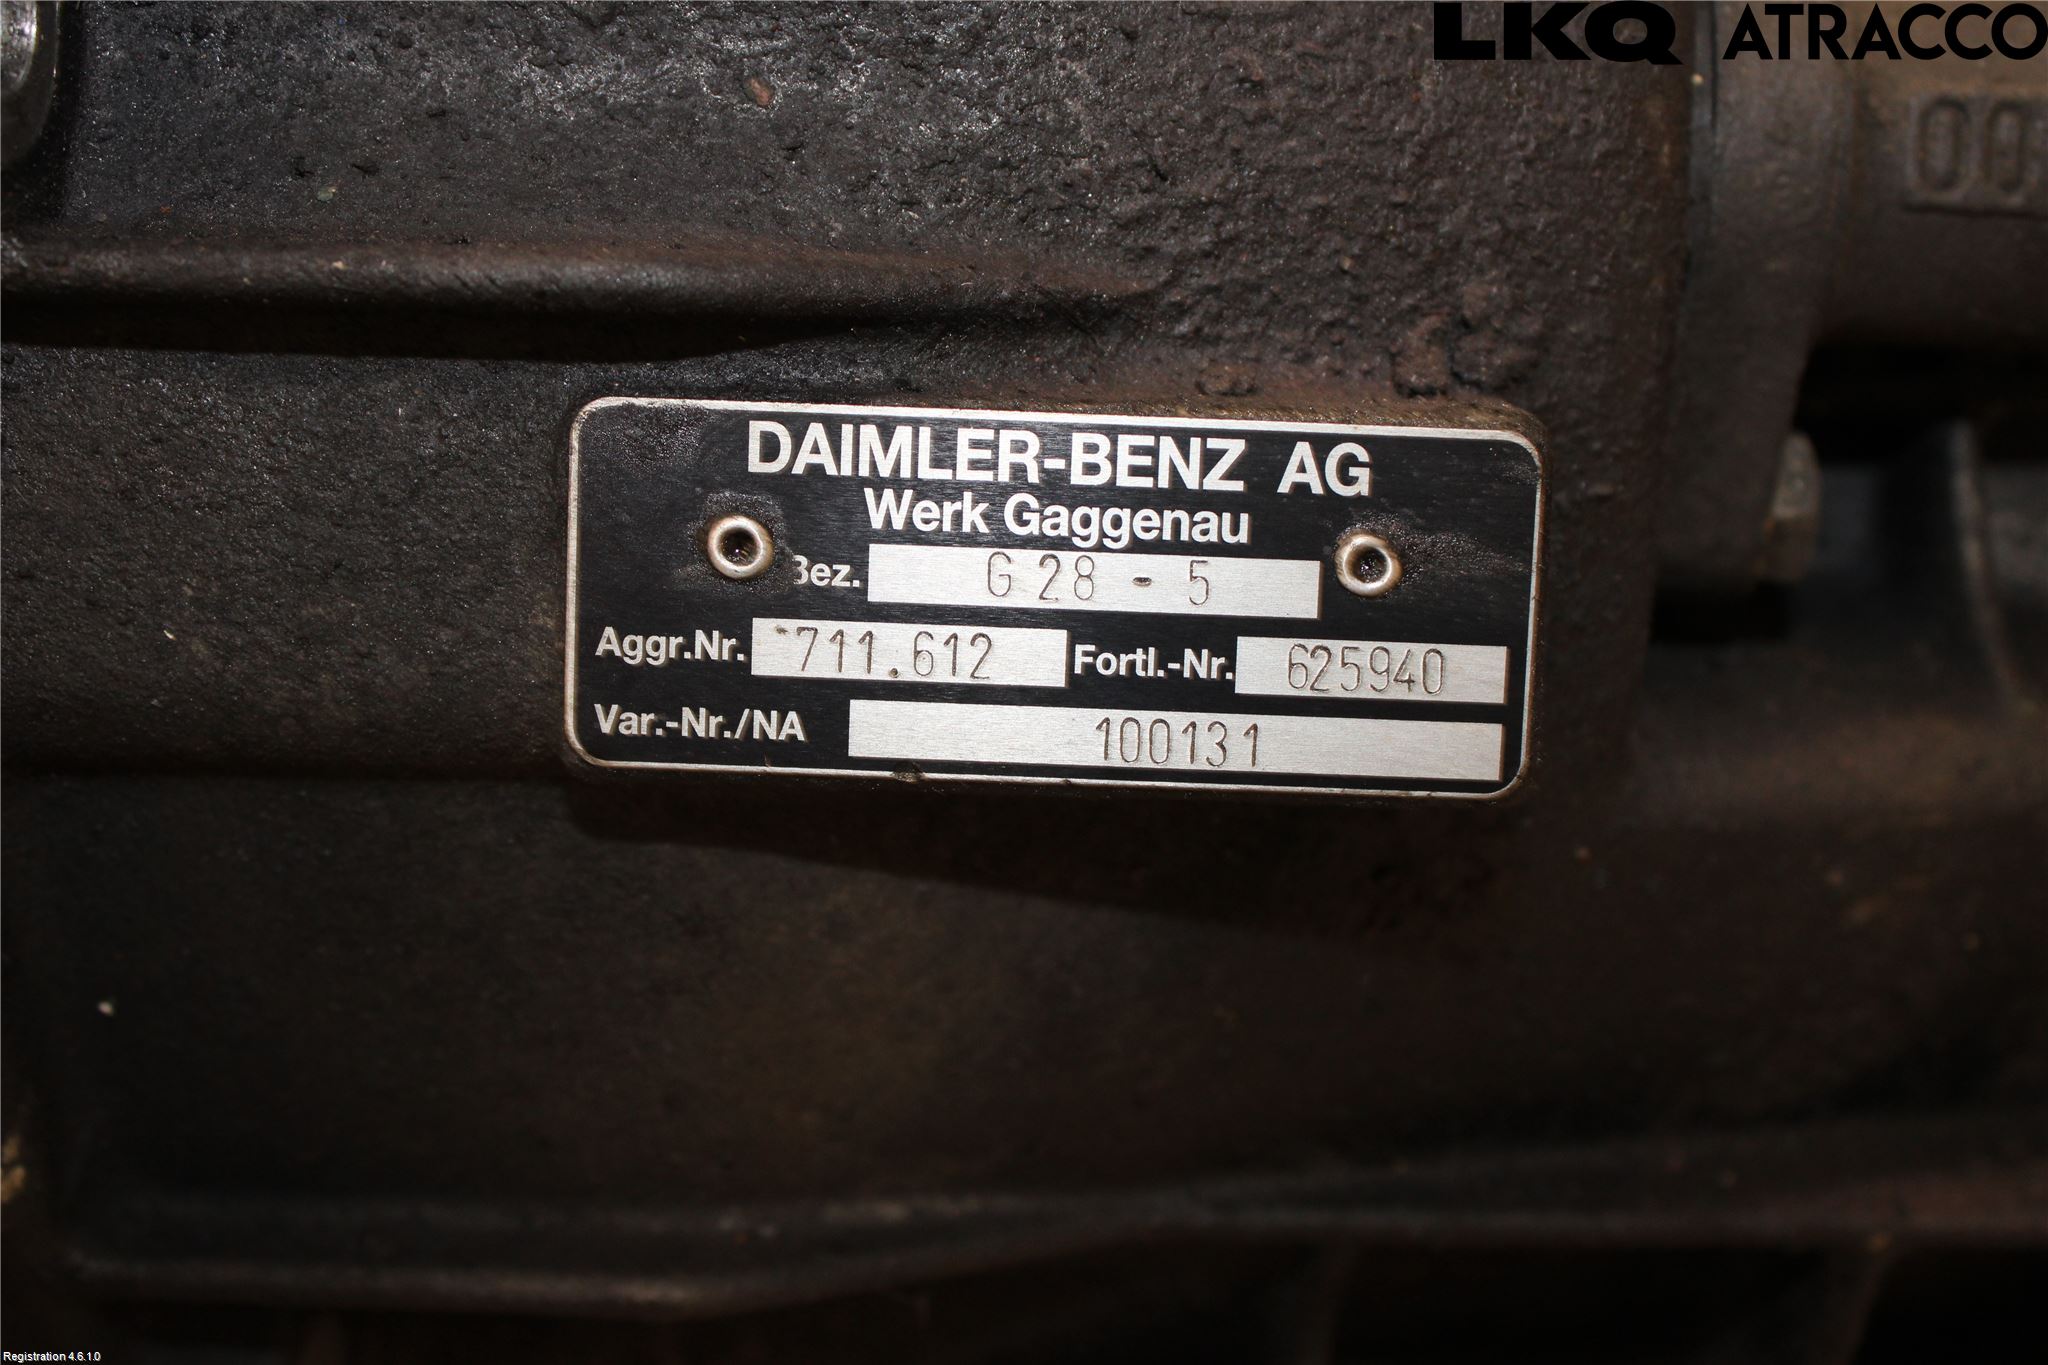 LKQ ATRACCO
00
DAIMLER-BENZ AG
Werk Gaggenau
Bez. G 28 - 5
Aggr.Nr. 711.612 Fortl.-Nr. 625940
Var.-Nr./NA 100131
Registration 4.6.1.0